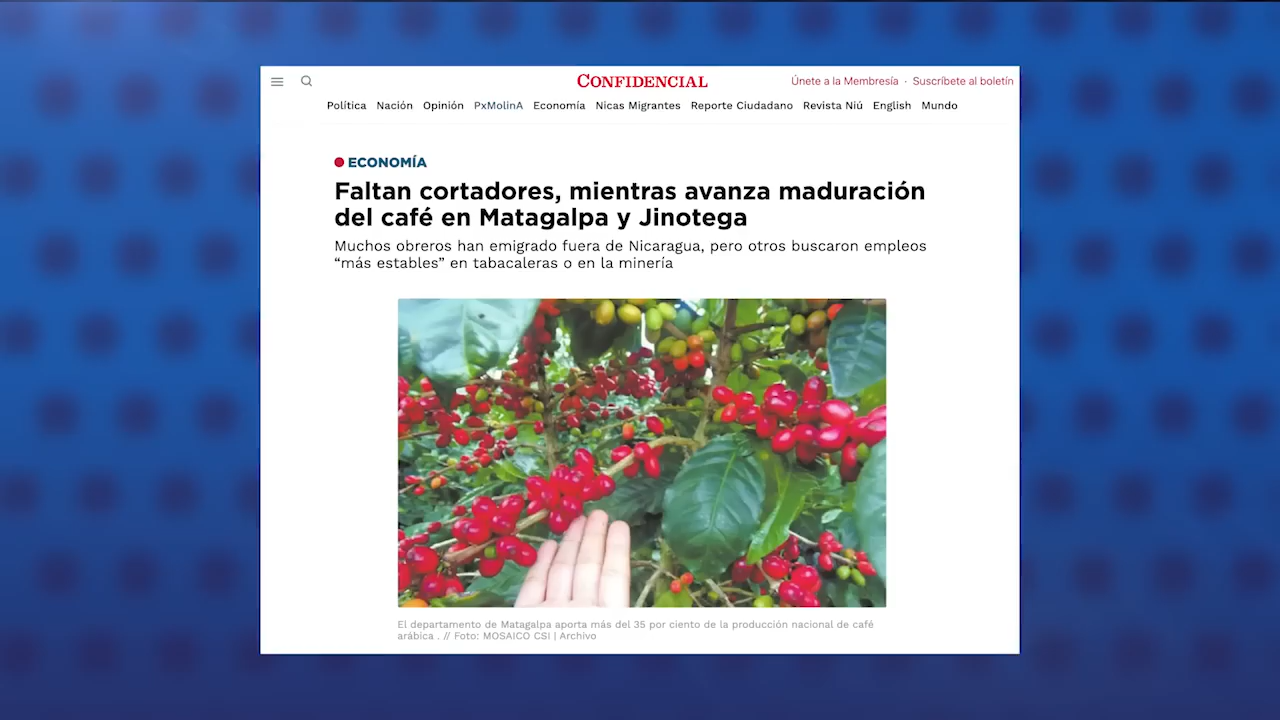 CONFIDENCIAL
Únete a la Membresía · Suscríbete al boletín
Política Nación Opinión PxMolinA Economía Nicas Migrantes Reporte Ciudadano Revista Niú English Mundo
ECONOMÍA
Faltan cortadores, mientras avanza maduración
del café en Matagalpa y Jinotega
Muchos obreros han emigrado fuera de Nicaragua, pero otros buscaron empleos
“más estables” en tabacaleras o en la minería
El departamento de Matagalpa aporta más del 35 por ciento de la producción nacional de café
arábica . // Foto: MOSAICO CSI | Archivo